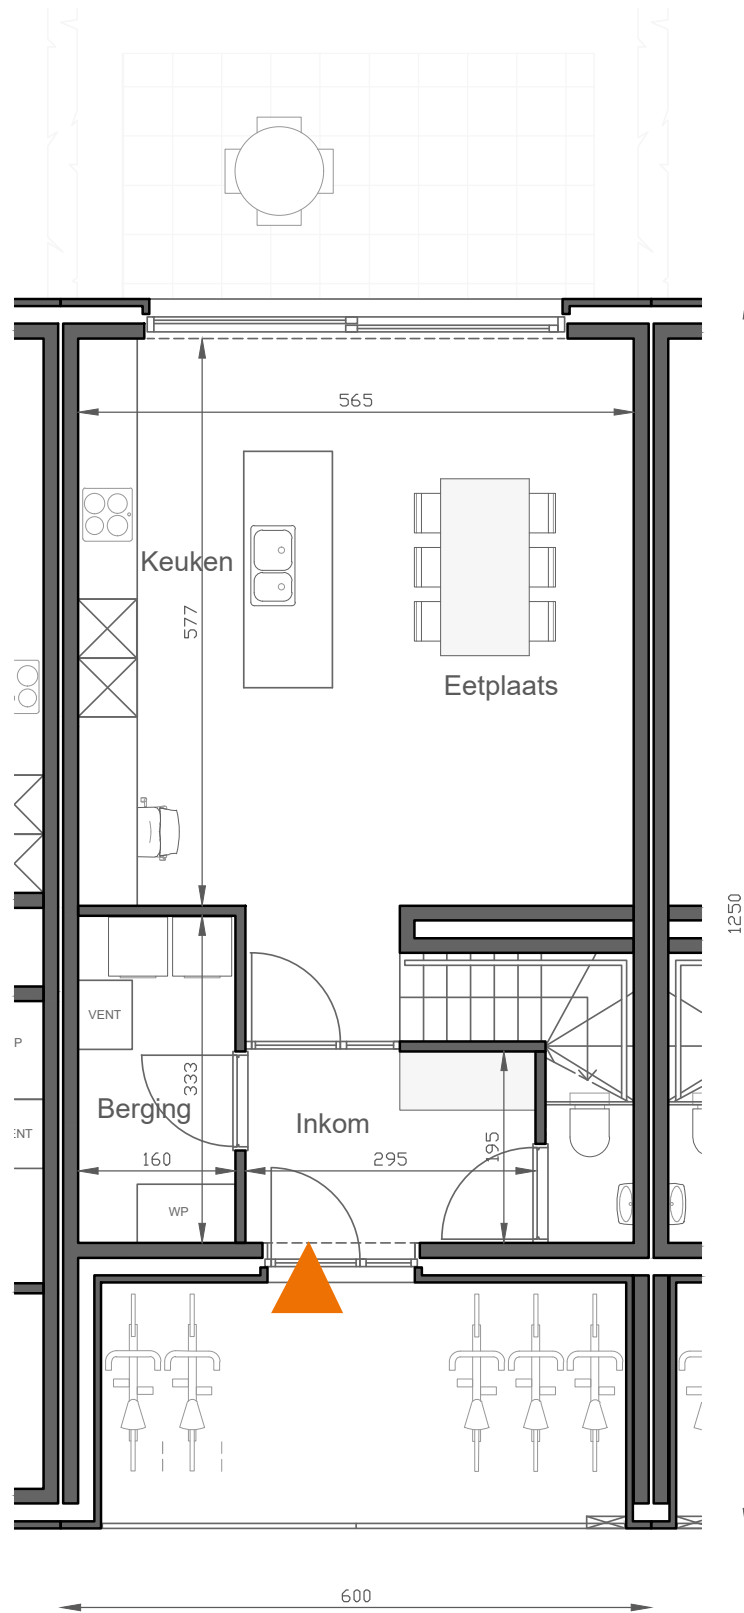 565
Keuken
577
Eetplaats
1250
VENT
P
333
Berging
Inkom
ENT
195
160
295
WP
600